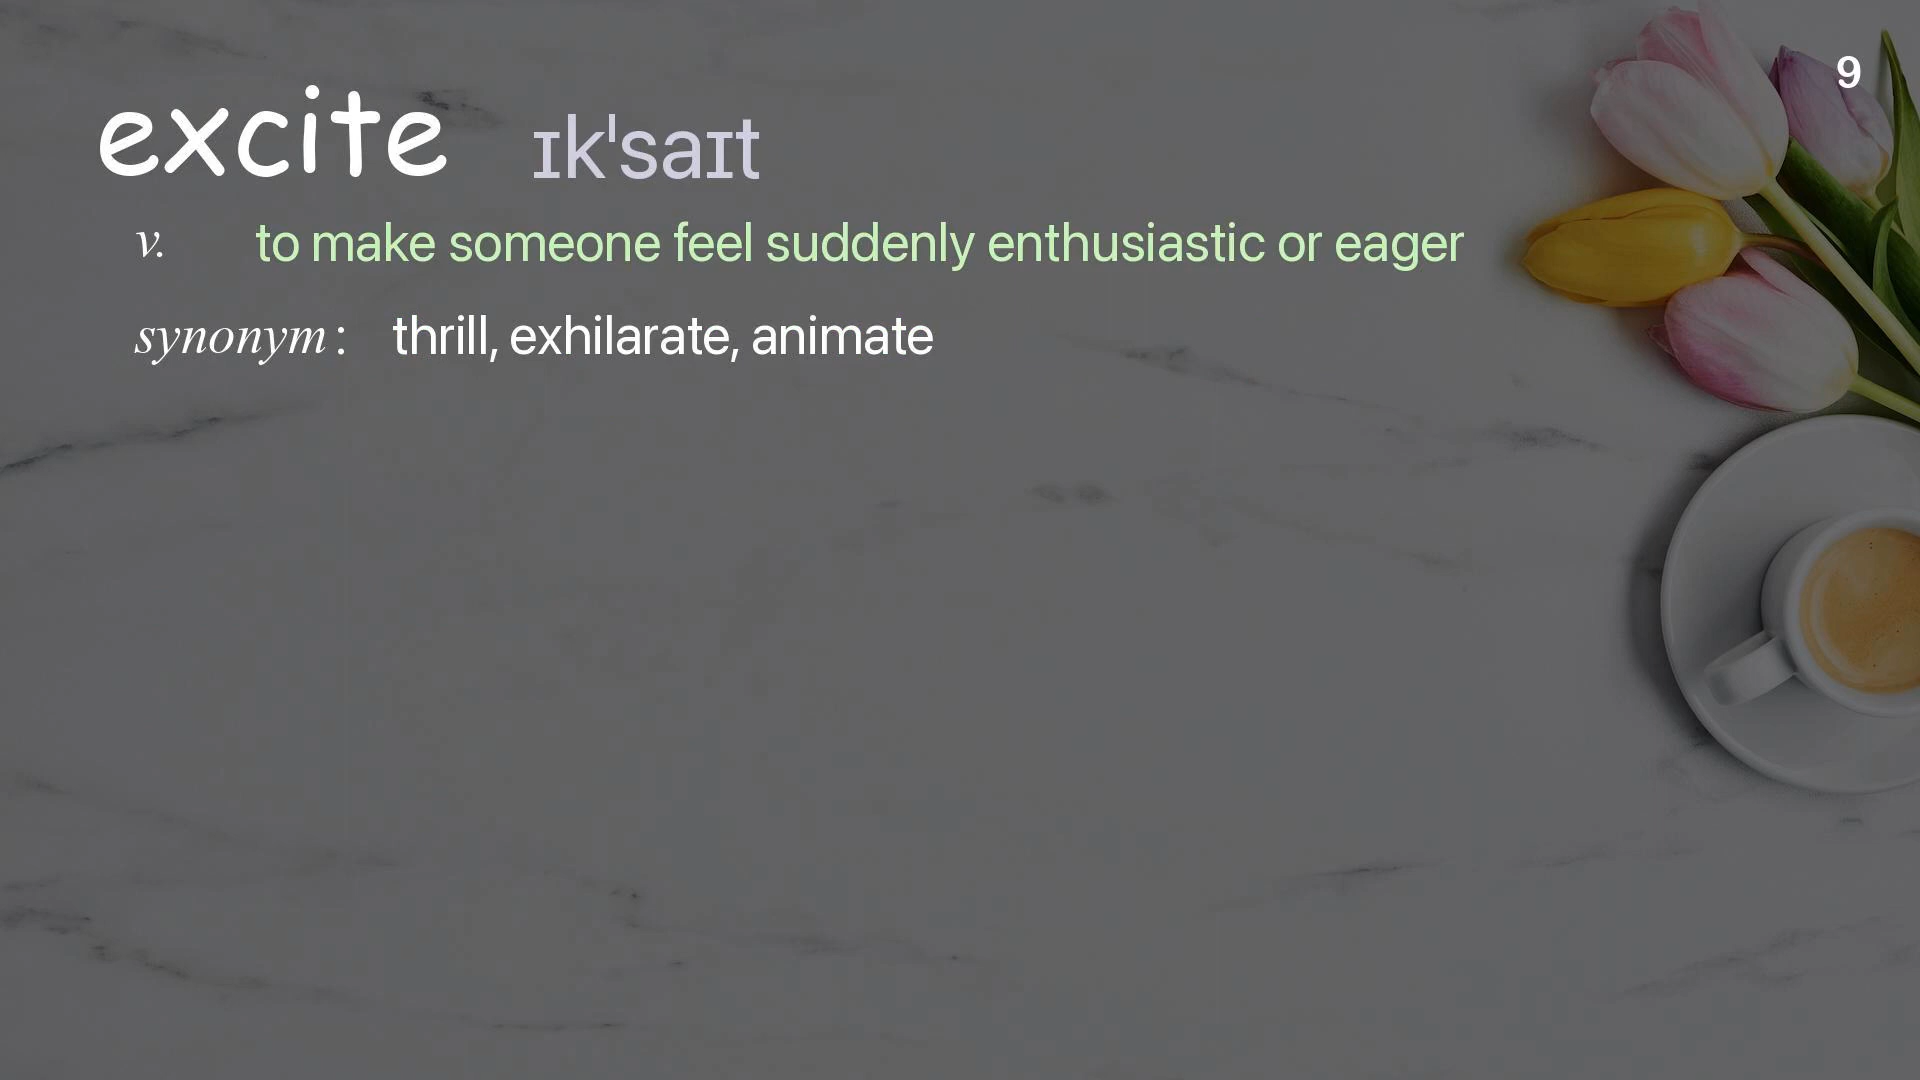 9
excite ɪkˈsaɪt
v. to make someone feel suddenly enthusiastic or eager
synonym: thrill, exhilarate, animate